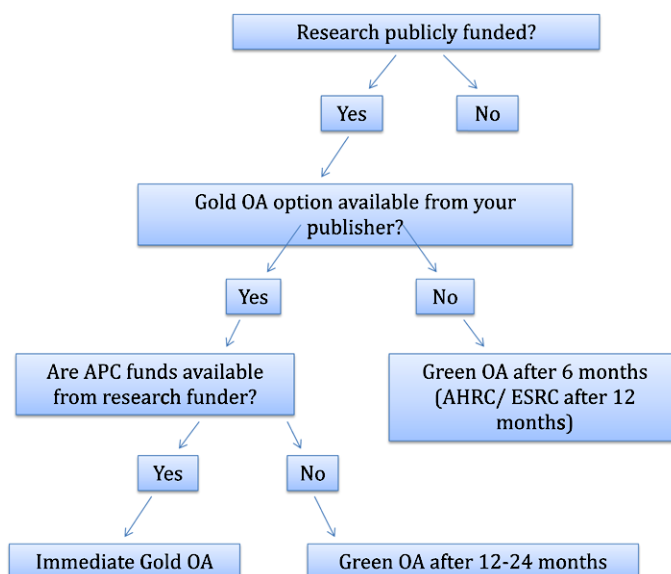 Research publicly funded?
Yes
No
Gold OA option available from your
publisher?
Yes
No
Are APC funds available
from research funder?
Green OA after 6 months
(AHRC/ ESRC after 12
months)
Yes
No
Immediate Gold OA
Green OA after 12-24 months